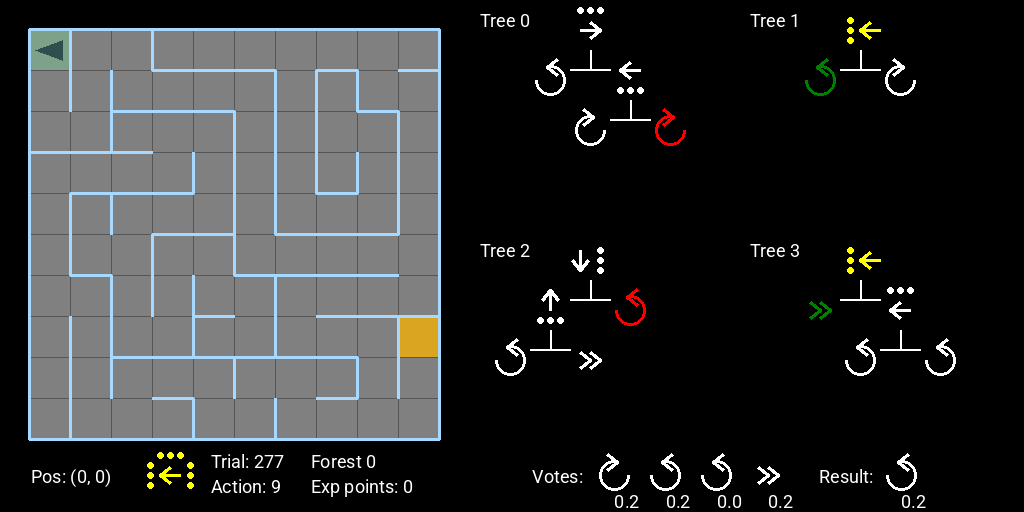 Tree 0
Tree 1
Tree 2
Tree 3
Pos: (0, 0)
Trial: 277
Forest 0
Action: 9
Exp points: 0
Votes:
0.2
0.2
0.0
0.2
Result:
0.2